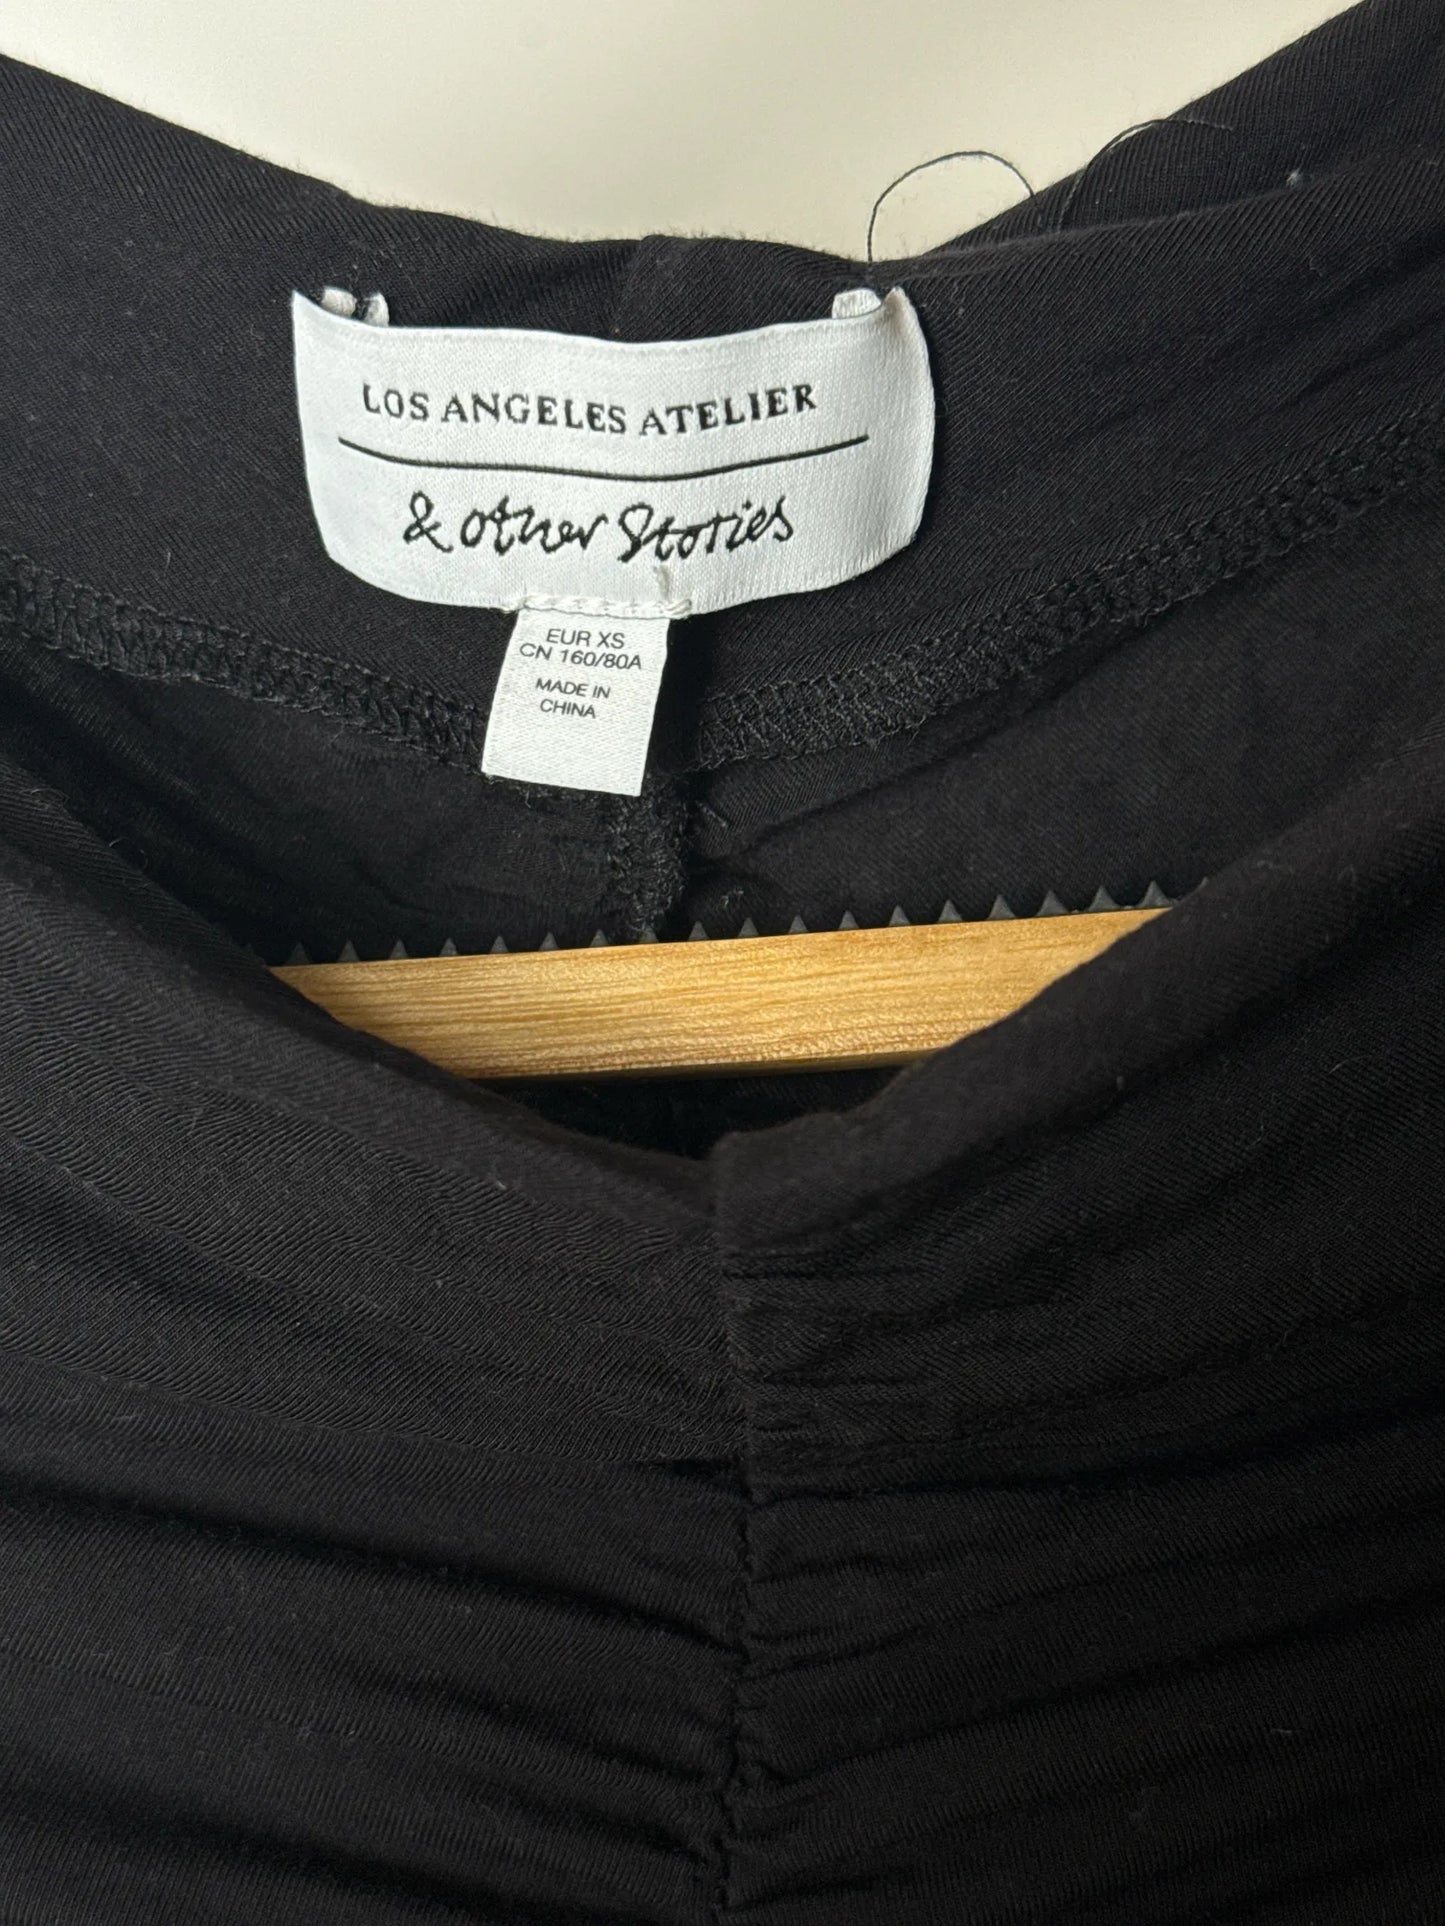 LOS ANGELES ATELIER
& other Stories
EUR XS
CN 160/80A
MADE IN
CHINA